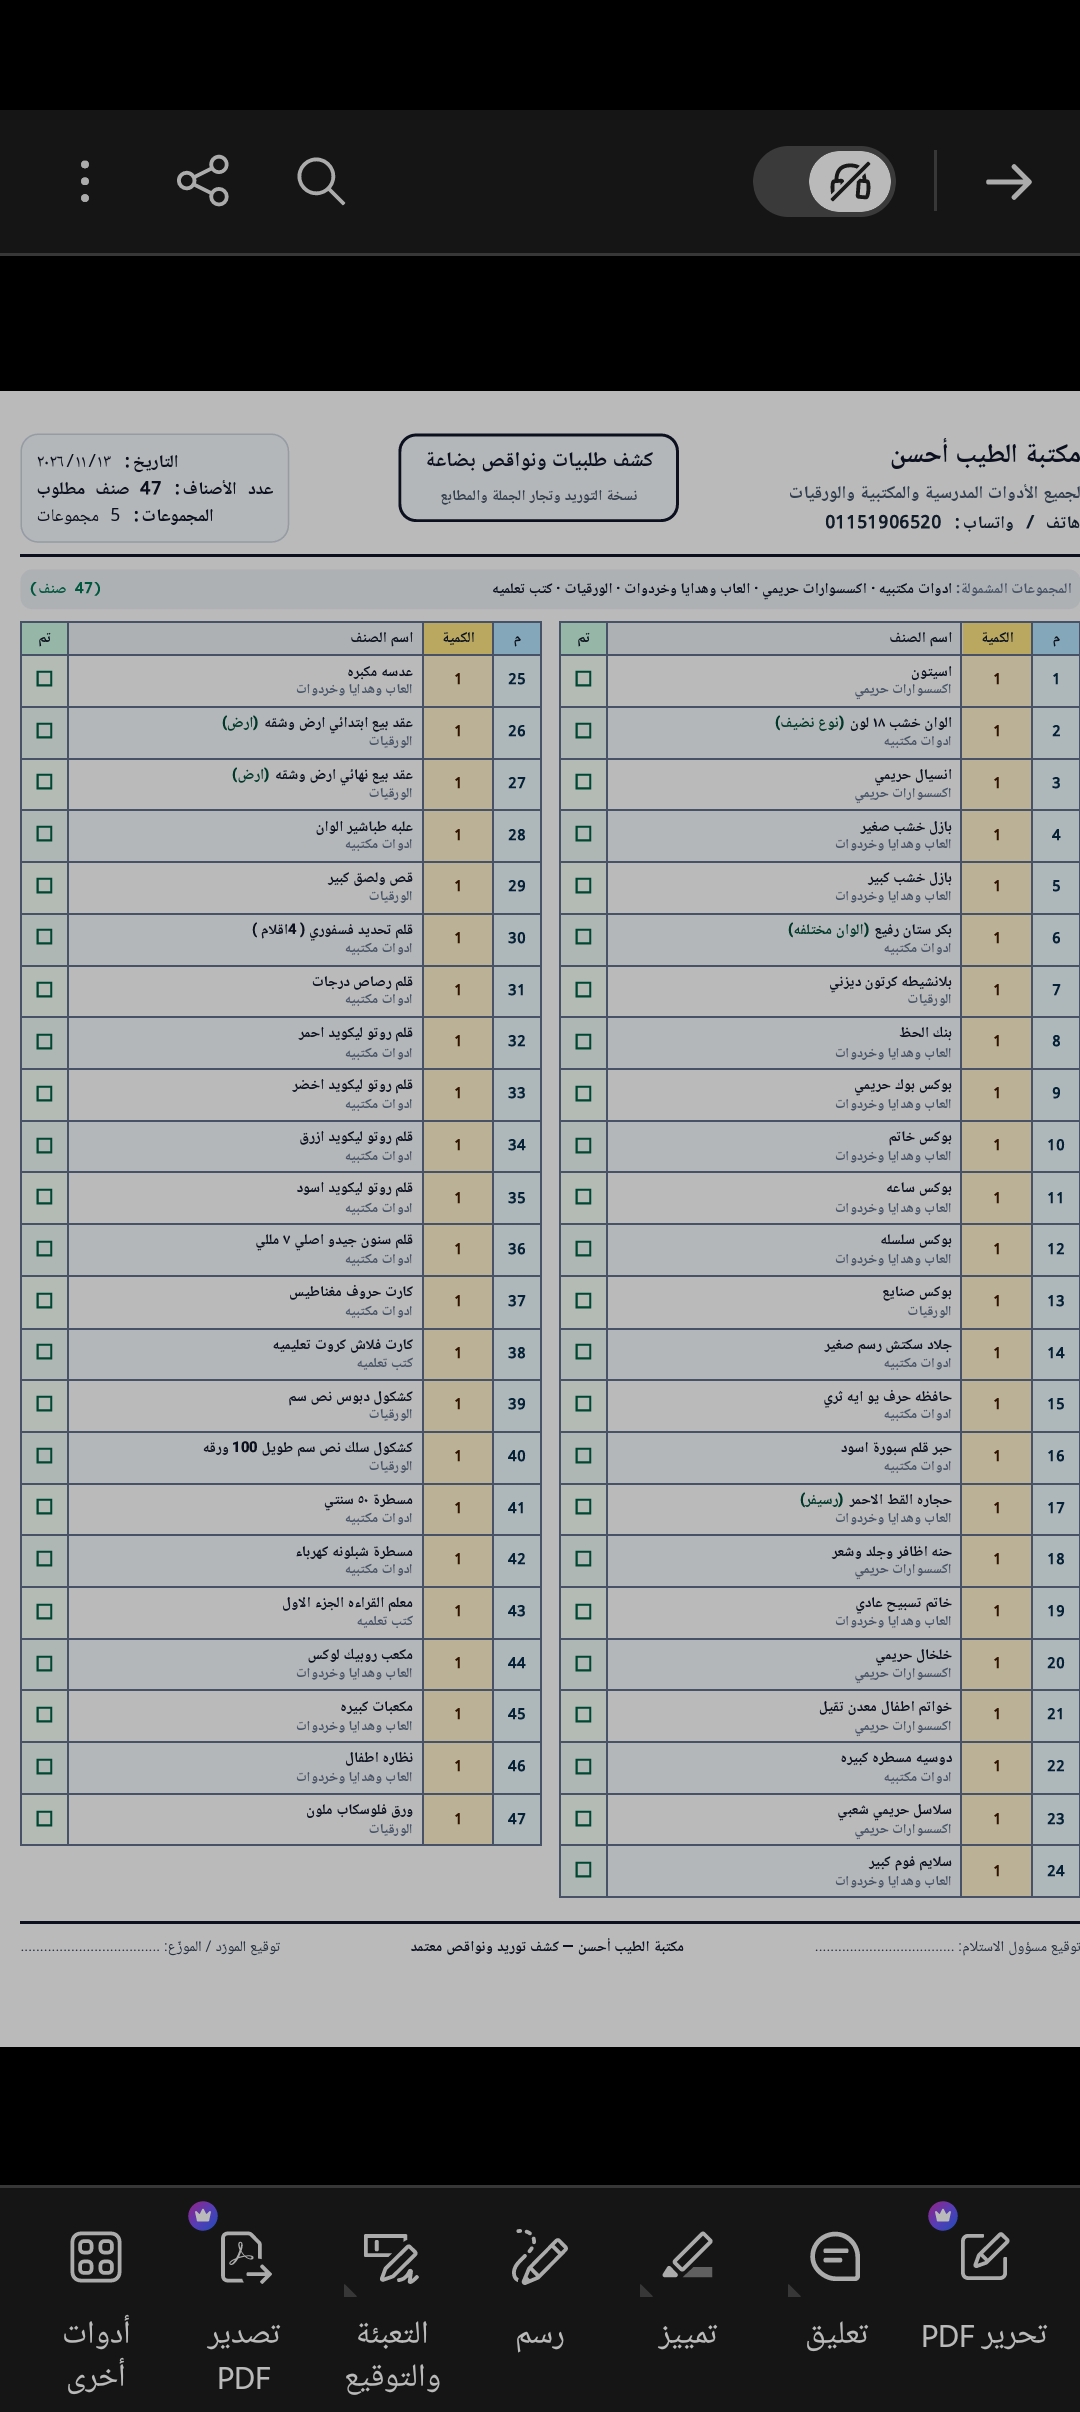 مكتبة الطيب أحسن
لجميع الأدوات المدرسية والمكتبية والورقيات
هاتف / واتساب: 01151906520
كشف طلبيات ونواقص بضاعة
نسخة التوريد وتجار الجملة والمطابع
التاريخ: ٢٠٢٦/١١/١٣
عدد الأصناف: 47 صنف مطلوب
المجموعات: 5 مجموعات
المجموعات المشمولة: ادوات مكتبيه • اكسسوارات حريمي • العاب وهدايا وخردوات • الورقيات • كتب تعلميه (47 صنف)
م الكمية اسم الصنف تم
1 1 اسيتون
اكسسوارات حريمي
2 1 الوان خشب ١٨ لون (نوع نضيف)
ادوات مكتبيه
3 1 انسيال حريمي
اكسسوارات حريمي
4 1 بازل خشب صغير
العاب وهدايا وخردوات
5 1 بازل خشب كبير
العاب وهدايا وخردوات
6 1 بكر ستان رفيع (الوان مختلفه)
ادوات مكتبيه
7 1 بلانشيطه كرتون ديزني
الورقيات
8 1 بنك الحظ
العاب وهدايا وخردوات
9 1 بوكس بوك حريمي
العاب وهدايا وخردوات
10 1 بوكس خاتم
العاب وهدايا وخردوات
11 1 بوكس ساعه
العاب وهدايا وخردوات
12 1 بوكس سلسله
العاب وهدايا وخردوات
13 1 بوكس صنايع
الورقيات
14 1 جلاد سكتش رسم صغير
ادوات مكتبيه
15 1 حافظه حرف يو ايه ثري
ادوات مكتبيه
16 1 حبر قلم سبورة اسود
ادوات مكتبيه
17 1 حجاره القط الاحمر (رسيفر)
العاب وهدايا وخردوات
18 1 حنه اظافر وجلد وشعر
اكسسوارات حريمي
19 1 خاتم تسبيح عادي
العاب وهدايا وخردوات
20 1 خلخال حريمي
اكسسوارات حريمي
21 1 خواتم اطفال معدن تقيل
اكسسوارات حريمي
22 1 دوسيه مسطره كبيره
ادوات مكتبيه
23 1 سلاسل حريمي شعبي
اكسسوارات حريمي
24 1 سلايم فوم كبير
العاب وهدايا وخردوات
م الكمية اسم الصنف تم
25 1 عدسه مكبره
العاب وهدايا وخردوات
26 1 عقد بيع ابتدائي ارض وشقه (ارض)
الورقيات
27 1 عقد بيع نهائي ارض وشقه (ارض)
الورقيات
28 1 علبه طباشير الوان
ادوات مكتبيه
29 1 قص ولصق كبير
الورقيات
30 1 قلم تحديد فسفوري ( 4اقلام )
ادوات مكتبيه
31 1 قلم رصاص درجات
ادوات مكتبيه
32 1 قلم روتو ليكويد احمر
ادوات مكتبيه
33 1 قلم روتو ليكويد اخضر
ادوات مكتبيه
34 1 قلم روتو ليكويد ازرق
ادوات مكتبيه
35 1 قلم روتو ليكويد اسود
ادوات مكتبيه
36 1 قلم سنون جيدو اصلي ٧ مللي
ادوات مكتبيه
37 1 كارت حروف مغناطيس
ادوات مكتبيه
38 1 كارت فلاش كروت تعليميه
كتب تعلميه
39 1 كشكول دبوس نص سم
الورقيات
40 1 كشكول سلك نص سم طويل 100 ورقه
الورقيات
41 1 مسطرة ٥٠ سنتي
ادوات مكتبيه
42 1 مسطرة شبلونه كهرباء
ادوات مكتبيه
43 1 معلم القراءه الجزء الاول
كتب تعلميه
44 1 مكعب روبيك لوكس
العاب وهدايا وخردوات
45 1 مكعبات كبيره
العاب وهدايا وخردوات
46 1 نظاره اطفال
العاب وهدايا وخردوات
47 1 ورق فلوسكاب ملون
الورقيات
توقيع مسؤول الاستلام: ....................................
مكتبة الطيب أحسن — كشف توريد ونواقص معتمد
توقيع المورّد / الموزّع: ....................................
تحرير PDF
تعليق
تمييز
رسم
التعبئة والتوقيع
تصدير PDF
أدوات أخرى